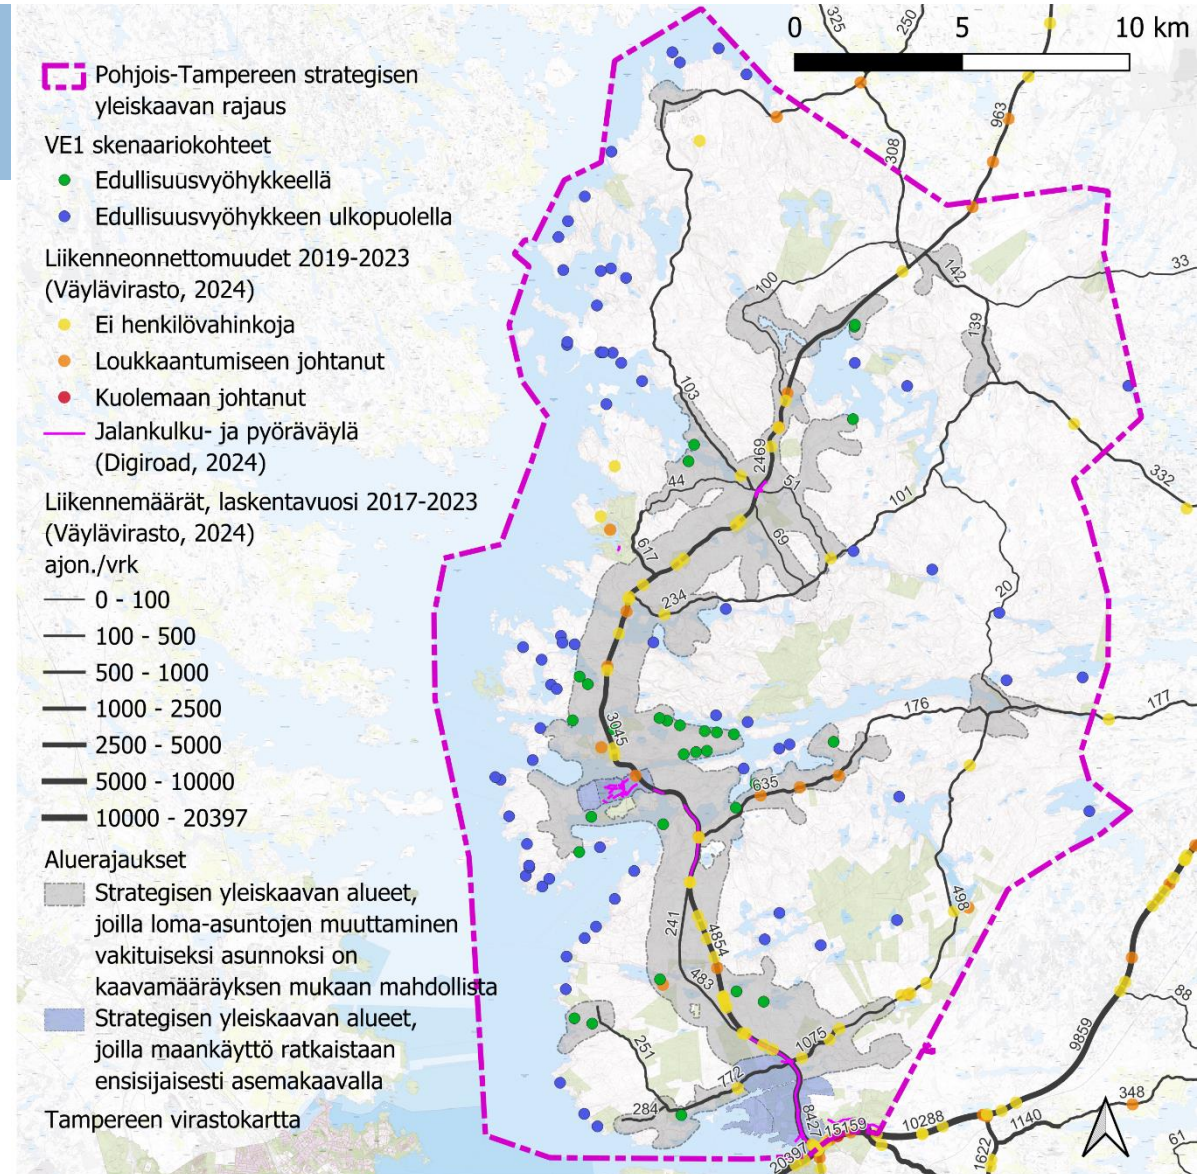 Pohjois-Tampereen strategisen
yleiskaavan rajaus
VE1 skenaariokohteet
Edullisuusvyöhykkeellä
Edullisuusvyöhykkeen ulkopuolella
Liikenneonnettomuudet 2019-2023
(Väylävirasto, 2024)
Ei henkilövahinkoja
Loukkaantumiseen johtanut
Kuolemaan johtanut
Jalankulku- ja pyöräväylä
(Digiroad, 2024)
Liikennemäärät, laskentavuosi 2017-2023
(Väylävirasto, 2024)
ajon./vrk
0 - 100
100 - 500
500 - 1000
1000 - 2500
2500 - 5000
5000 - 10000
10000 - 20397
Aluerajaukset
Strategisen yleiskaavan alueet,
joilla loma-asuntojen muuttaminen
vakituiseksi asunnoksi on
kaavamääräyksen mukaan mahdollista
Strategisen yleiskaavan alueet,
joilla maankäyttö ratkaistaan
ensisijaisesti asemakaavalla
Tampereen virastokartta
0 5 10 km
325
250
963
308
33
142
100
139
103
2469
332
44
51
101
69
617
234
20
176
177
3045
635
498
241
4854
483
88
9859
1075
251
772
348
284
8427
15159
10288
1140
20397
1622
61